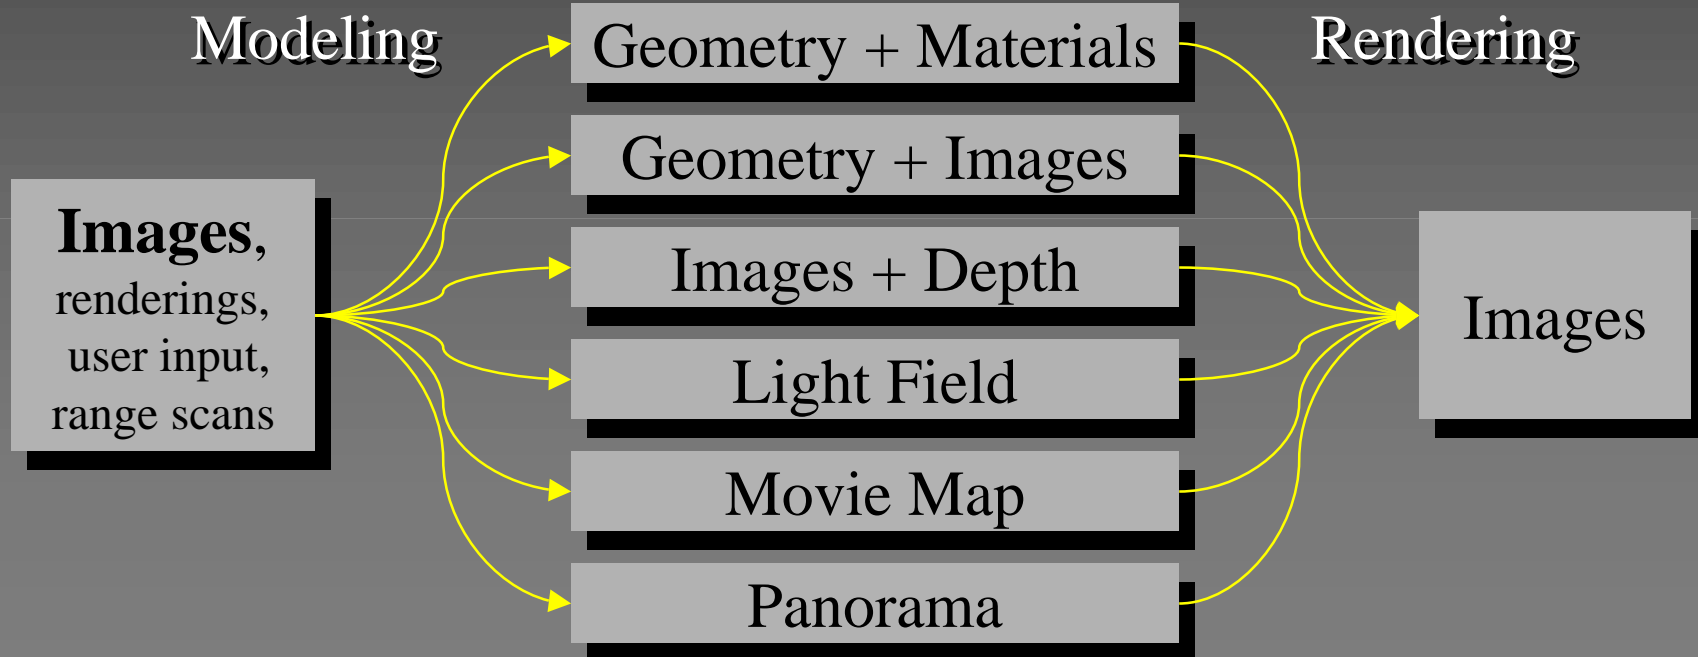 Modeling
Rendering
Geometry + Materials
Geometry + Images
Images + Depth
Light Field
Movie Map
Panorama
Images,
renderings,
user input,
range scans
Images